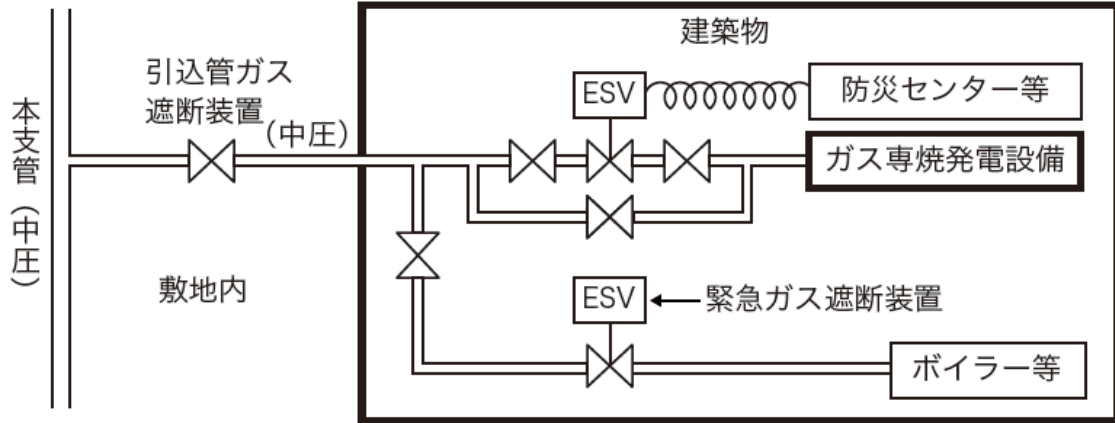 建築物
引込管ガス
遮断装置
(中圧)
本支管(中圧)
ESV
防災センター等
ガス専焼発電設備
敷地内
ESV
緊急ガス遮断装置
ボイラー等